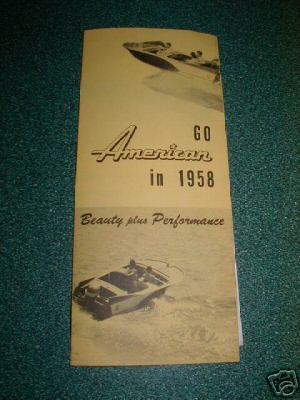 GO
American
in 1958
Beauty plus Performance